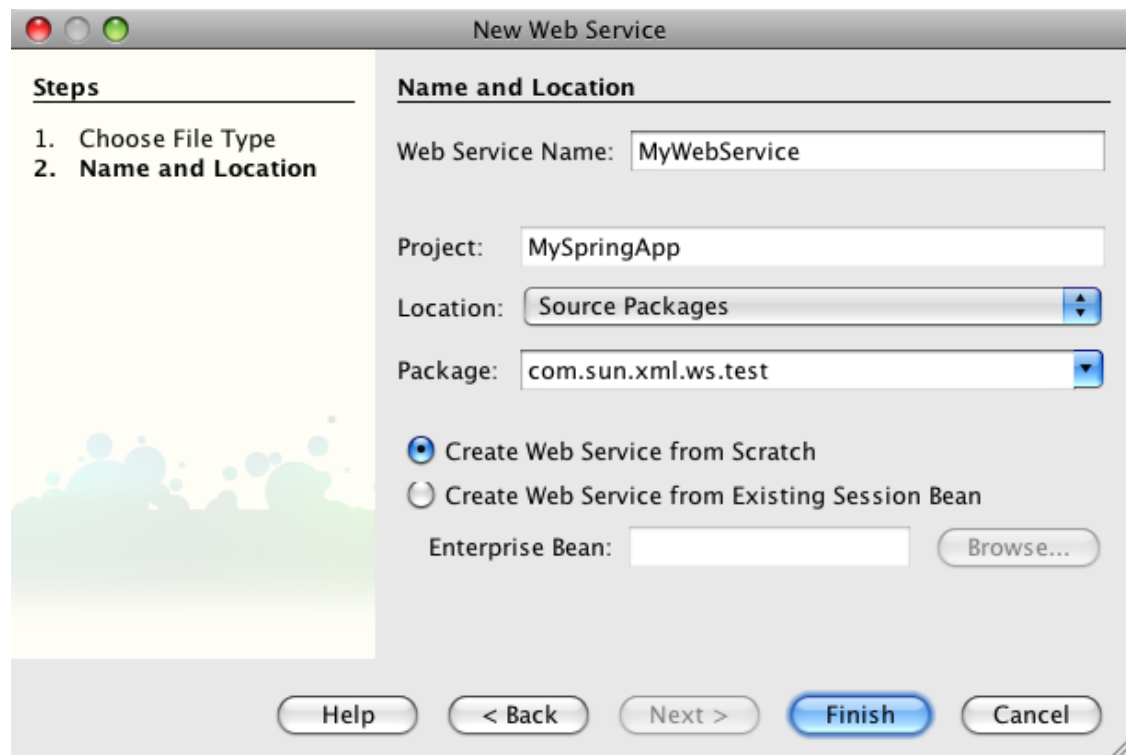 New Web Service
Steps
1. Choose File Type
2. Name and Location
Name and Location
Web Service Name: MyWebService
Project: MySpringApp
Location: Source Packages
Package: com.sun.xml.ws.test
Create Web Service from Scratch
Create Web Service from Existing Session Bean
Enterprise Bean: Browse...
Help < Back Next > Finish Cancel